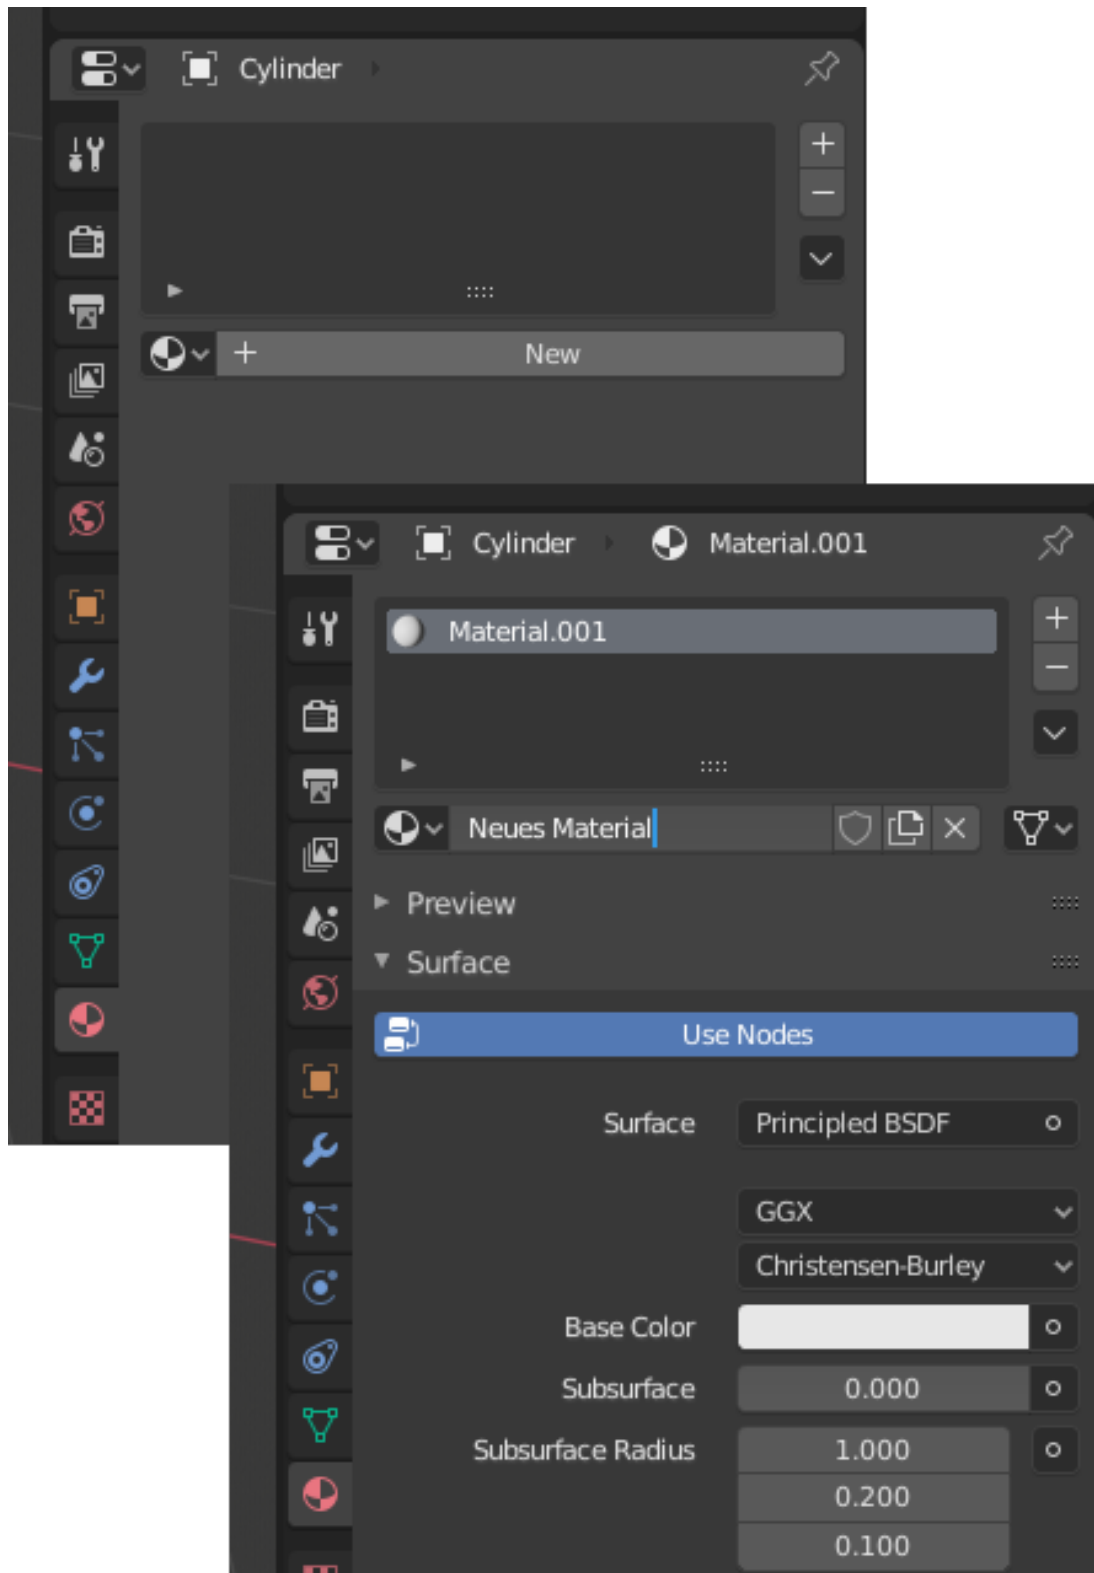 Cylinder
New
Cylinder Material.001
Material.001
Neues Material
Preview
Surface
Use Nodes
Surface Principled BSDF
GGX
Christensen-Burley
Base Color
Subsurface 0.000
Subsurface Radius 1.000
0.200
0.100